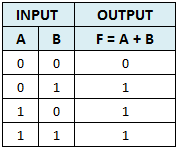 INPUT OUTPUT
A B F = A + B
0 0 0
0 1 1
1 0 1
1 1 1